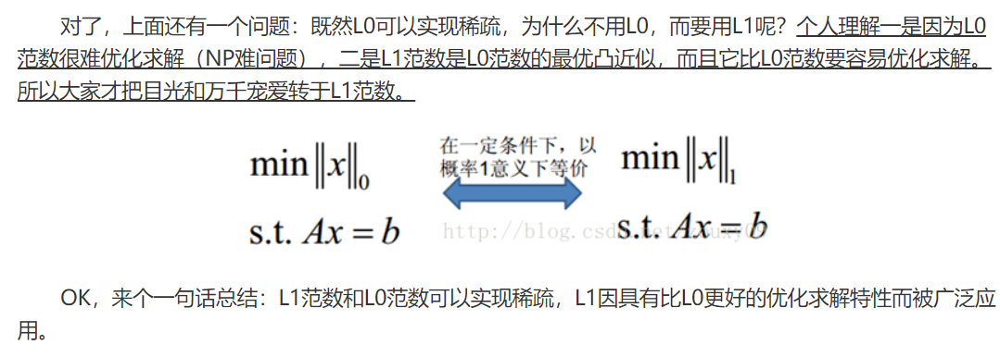 对了，上面还有一个问题：既然L0可以实现稀疏，为什么不用L0，而要用L1呢？个人理解一是因为L0
范数很难优化求解（NP难问题），二是L1范数是L0范数的最优凸近似，而且它比L0范数要容易优化求解。
所以大家才把目光和万千宠爱转于L1范数。
min‖x‖₀
在一定条件下，以
概率1意义下等价
min‖x‖₁
s.t. Ax = b
http://blog.csdn.net/zouxy09
s.t. Ax = b
OK，来个一句话总结：L1范数和L0范数可以实现稀疏，L1因具有比L0更好的优化求解特性而被广泛应
用。